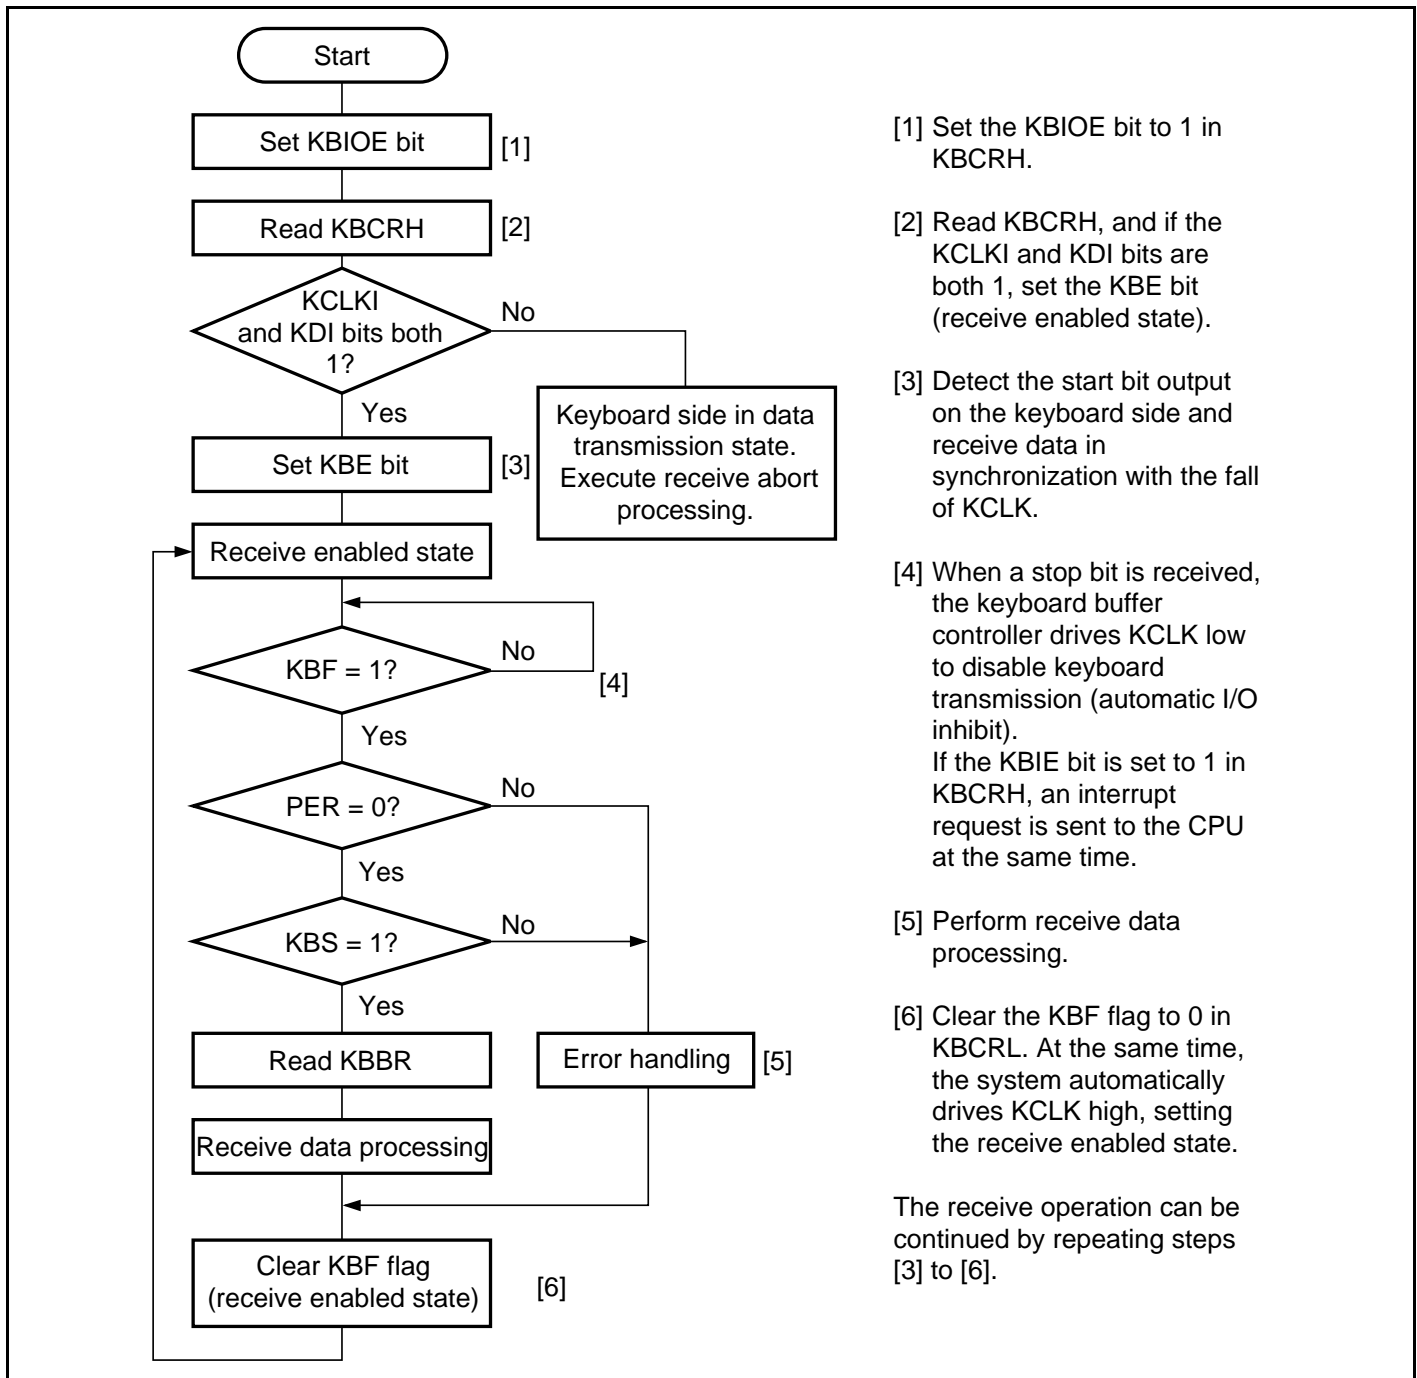 Start
Set KBIOE bit
[1]
Read KBCRH
[2]
KCLKI
and KDI bits both
1?
No
Yes
Keyboard side in data
transmission state.
Execute receive abort
processing.
Set KBE bit
[3]
Receive enabled state
KBF = 1?
No
[4]
Yes
PER = 0?
No
Yes
KBS = 1?
No
Yes
Read KBBR
Error handling
[5]
Receive data processing
Clear KBF flag
(receive enabled state)
[6]
[1] Set the KBIOE bit to 1 in
KBCRH.
[2] Read KBCRH, and if the
KCLKI and KDI bits are
both 1, set the KBE bit
(receive enabled state).
[3] Detect the start bit output
on the keyboard side and
receive data in
synchronization with the fall
of KCLK.
[4] When a stop bit is received,
the keyboard buffer
controller drives KCLK low
to disable keyboard
transmission (automatic I/O
inhibit).
If the KBIE bit is set to 1 in
KBCRH, an interrupt
request is sent to the CPU
at the same time.
[5] Perform receive data
processing.
[6] Clear the KBF flag to 0 in
KBCRL. At the same time,
the system automatically
drives KCLK high, setting
the receive enabled state.
The receive operation can be
continued by repeating steps
[3] to [6].